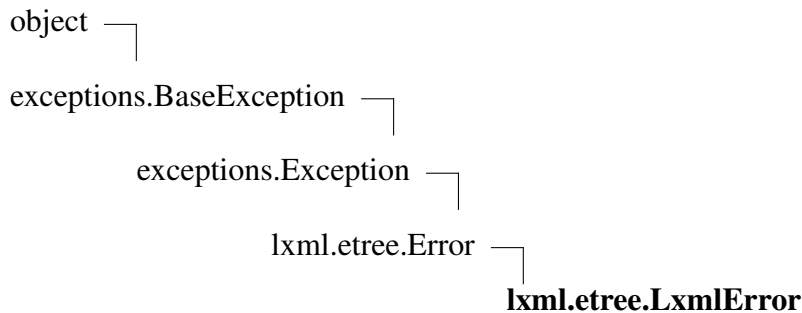 object
exceptions.BaseException
exceptions.Exception
lxml.etree.Error
lxml.etree.LxmlError